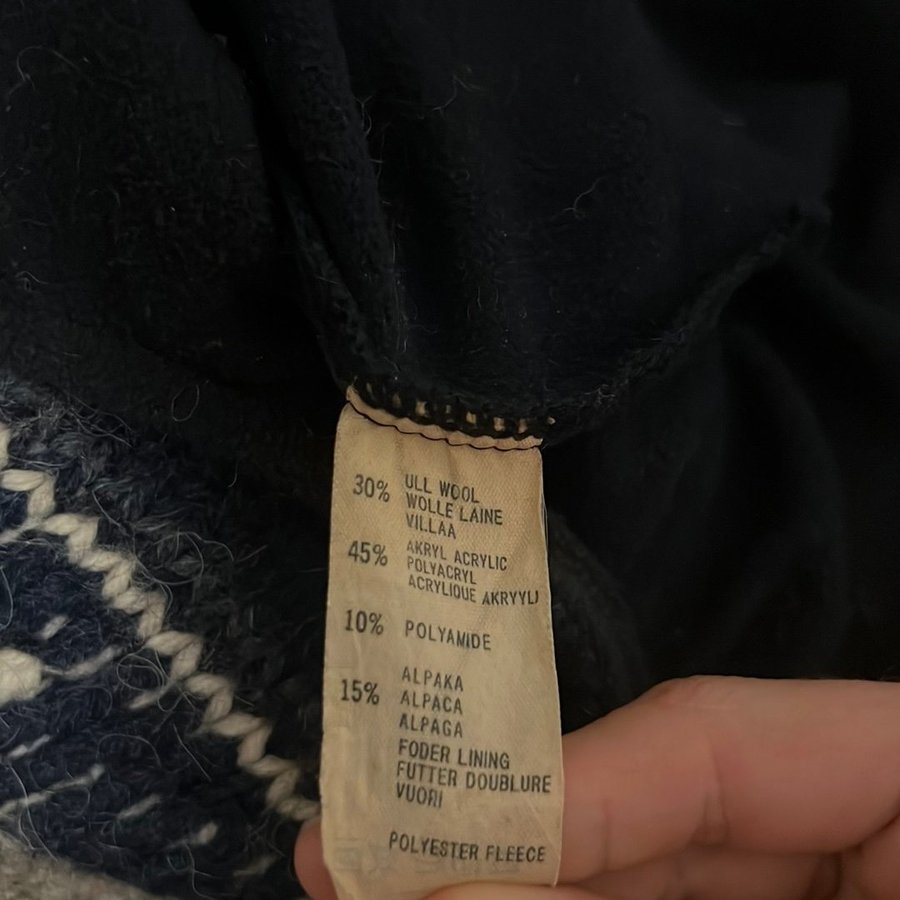 30% ULL WOOL
WOLLE LAINE
VILLAA
45% AKRYL ACRYLIC
POLYACRYL
ACRYLIQUE AKRYYLI
10% POLYAMIDE
15% ALPAKA
ALPACA
ALPAGA
FODER LINING
FUTTER DOUBLURE
VUORI
POLYESTER FLEECE